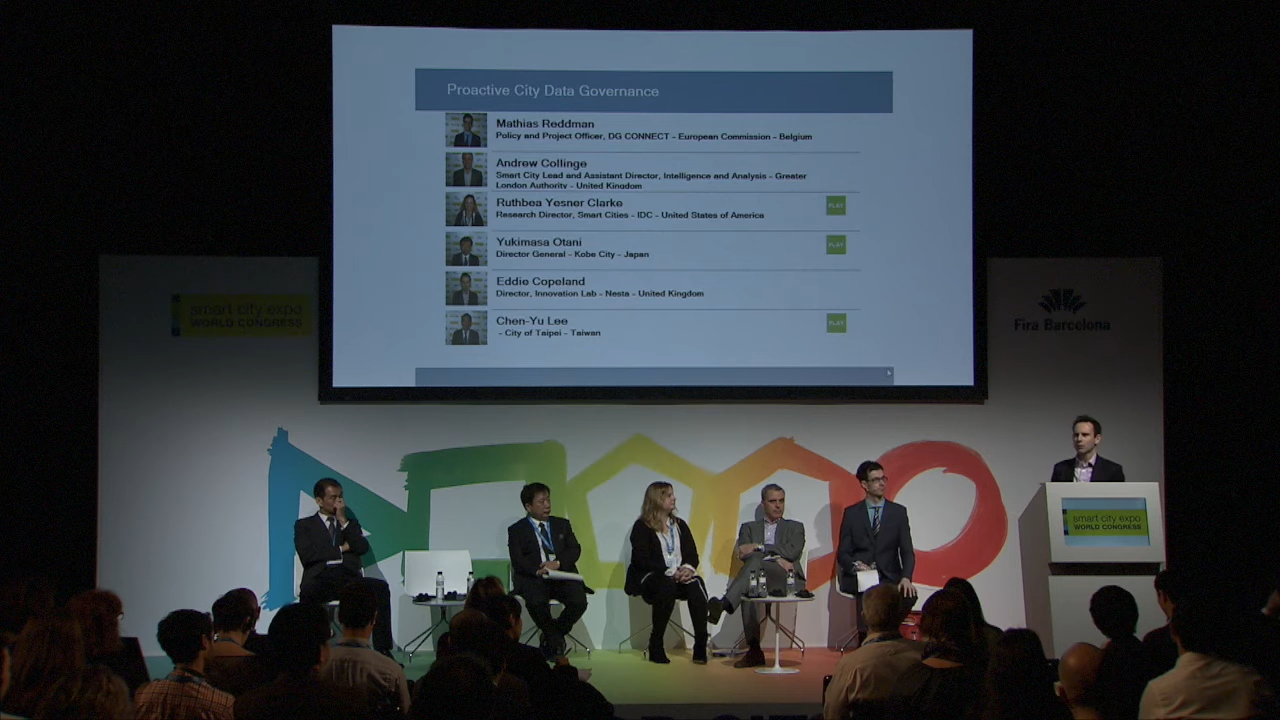 Proactive City Data Governance
Mathias Reddman
Policy and Project Officer, DG CONNECT - European Commission - Belgium
Andrew Collinge
Smart City Lead and Assistant Director, Intelligence and Analysis - Greater
London Authority - United Kingdom
Ruthbea Yesner Clarke
Research Director, Smart Cities - IDC - United States of America
PLAY
Yukimasa Otani
Director General - Kobe City - Japan
PLAY
Eddie Copeland
Director, Innovation Lab - Nesta - United Kingdom
Chen-Yu Lee
- City of Taipei - Taiwan
PLAY
smart city expo
WORLD CONGRESS
Fira Barcelona
smart city expo
WORLD CONGRESS